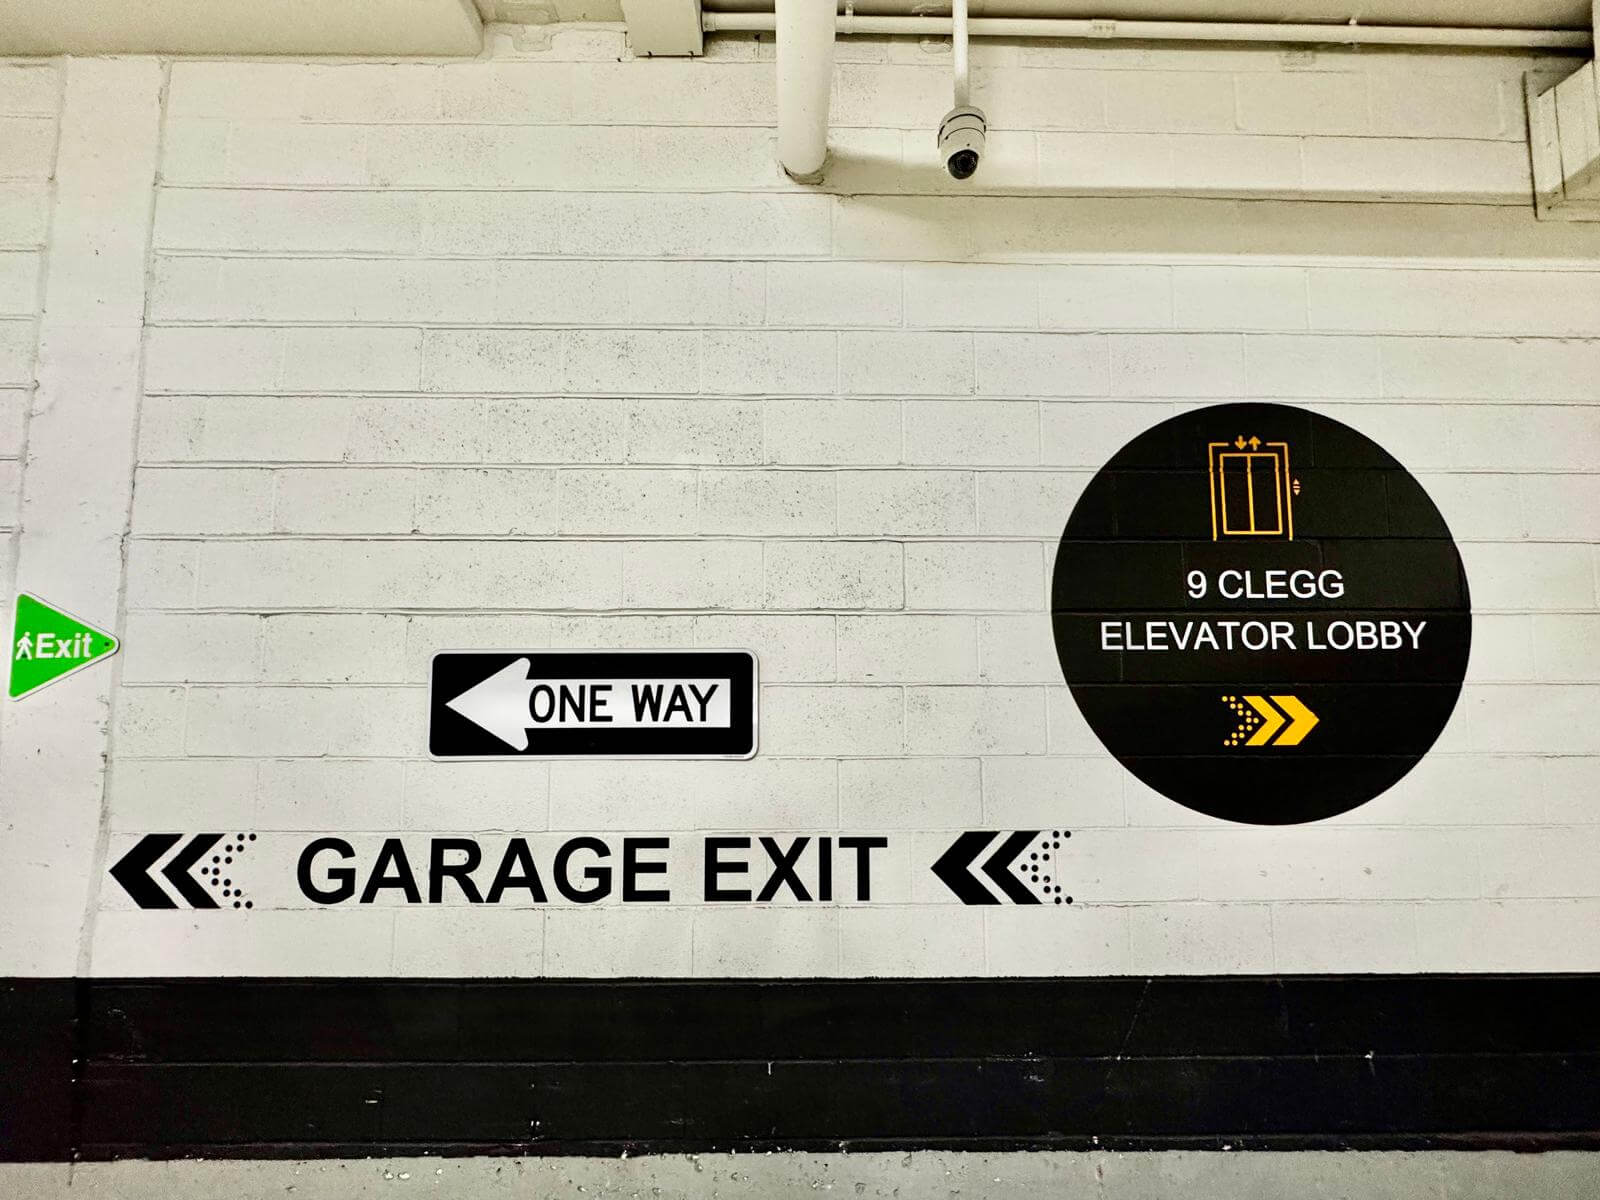 9 CLEGG
ELEVATOR LOBBY
Exit
ONE WAY
GARAGE EXIT